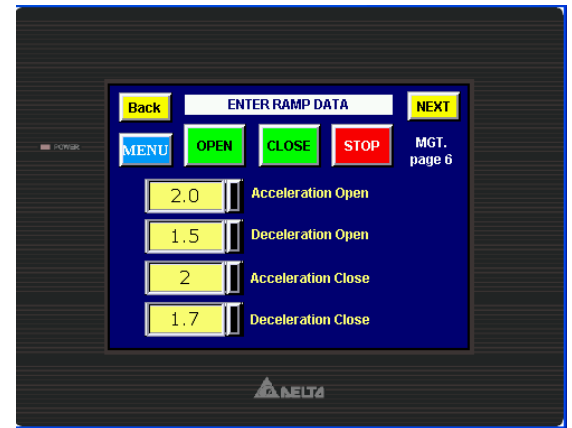 Back
ENTER RAMP DATA
NEXT
POWER
MENU
OPEN
CLOSE
STOP
MGT.
page 6
2.0
Acceleration Open
1.5
Deceleration Open
2
Acceleration Close
1.7
Deceleration Close
DELTA